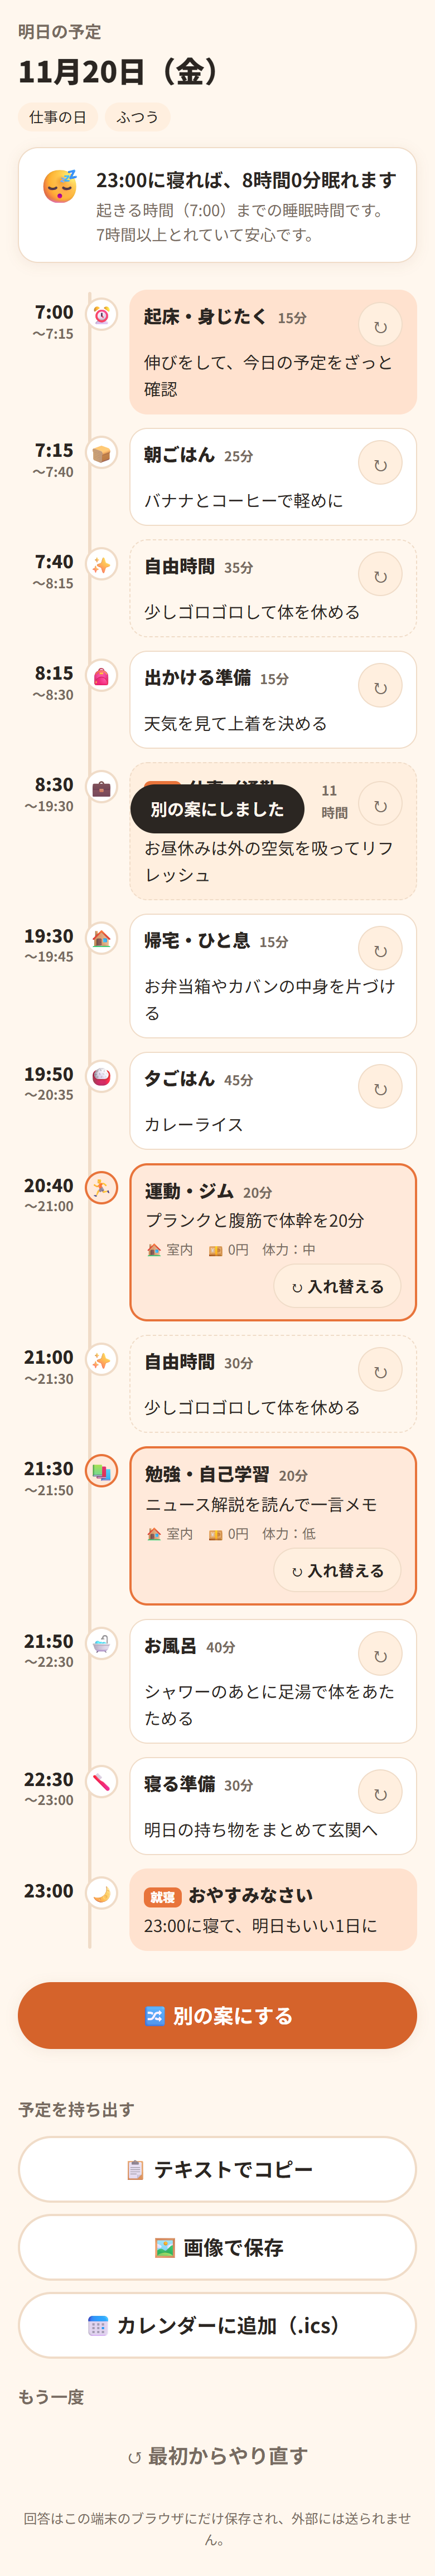 明日の予定
11月20日（金）
仕事の日 ふつう
23:00に寝れば、8時間0分眠れます
起きる時間（7:00）までの睡眠時間です。
7時間以上とれていて安心です。
7:00
〜7:15
起床・身じたく 15分
↻
伸びをして、今日の予定をざっと
確認
7:15
〜7:40
朝ごはん 25分
↻
バナナとコーヒーで軽めに
7:40
〜8:15
自由時間 35分
↻
少しゴロゴロして体を休める
8:15
〜8:30
出かける準備 15分
↻
天気を見て上着を決める
8:30
〜19:30
11
時間
↻
別の案にしました
お昼休みは外の空気を吸ってリフ
レッシュ
19:30
〜19:45
帰宅・ひと息 15分
↻
お弁当箱やカバンの中身を片づけ
る
19:50
〜20:35
夕ごはん 45分
↻
カレーライス
20:40
〜21:00
運動・ジム 20分
プランクと腹筋で体幹を20分
室内 0円 体力：中
↻ 入れ替える
21:00
〜21:30
自由時間 30分
↻
少しゴロゴロして体を休める
21:30
〜21:50
勉強・自己学習 20分
ニュース解説を読んで一言メモ
室内 0円 体力：低
↻ 入れ替える
21:50
〜22:30
お風呂 40分
↻
シャワーのあとに足湯で体をあた
ためる
22:30
〜23:00
寝る準備 30分
↻
明日の持ち物をまとめて玄関へ
23:00
就寝 おやすみなさい
23:00に寝て、明日もいい1日に
別の案にする
予定を持ち出す
テキストでコピー
画像で保存
カレンダーに追加（.ics）
もう一度
↺ 最初からやり直す
回答はこの端末のブラウザにだけ保存され、外部には送られませ
ん。